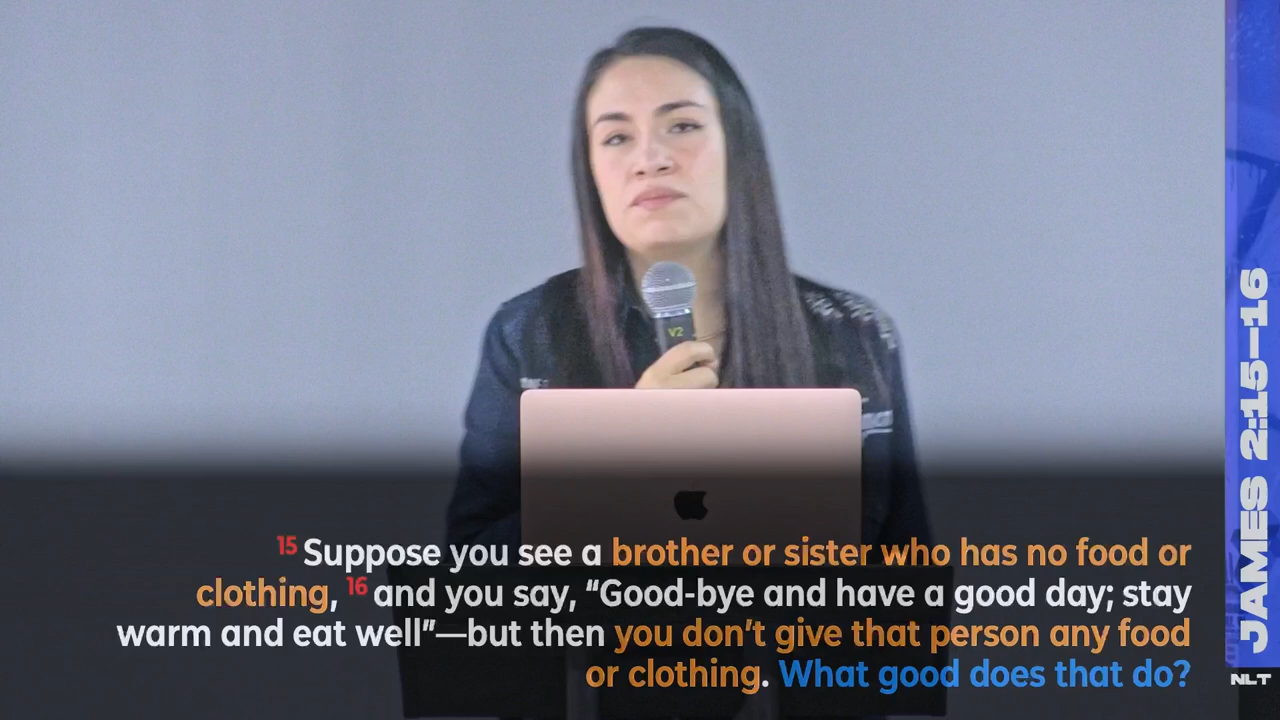 V2
¹⁵ Suppose you see a brother or sister who has no food or
clothing, ¹⁶ and you say, “Good-bye and have a good day; stay
warm and eat well”—but then you don’t give that person any food
or clothing. What good does that do?
JAMES 2:15–16
NLT